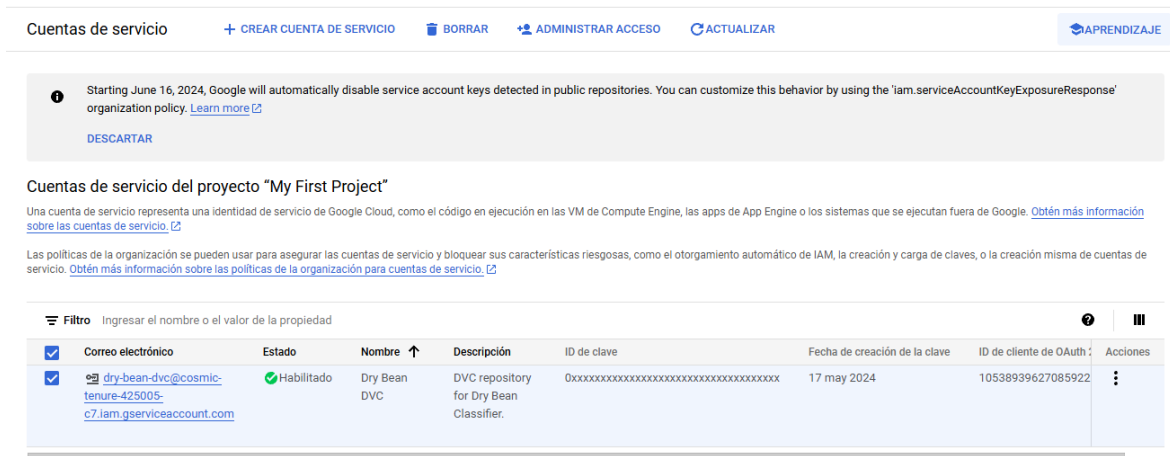 Cuentas de servicio
CREAR CUENTA DE SERVICIO
BORRAR
ADMINISTRAR ACCESO
ACTUALIZAR
APRENDIZAJE
Starting June 16, 2024, Google will automatically disable service account keys detected in public repositories. You can customize this behavior by using the 'iam.serviceAccountKeyExposureResponse'
organization policy. Learn more
DESCARTAR
Cuentas de servicio del proyecto “My First Project”
Una cuenta de servicio representa una identidad de servicio de Google Cloud, como el código en ejecución en las VM de Compute Engine, las apps de App Engine o los sistemas que se ejecutan fuera de Google. Obtén más información
sobre las cuentas de servicio.
Las políticas de la organización se pueden usar para asegurar las cuentas de servicio y bloquear sus características riesgosas, como el otorgamiento automático de IAM, la creación y carga de claves, o la creación misma de cuentas de
servicio. Obtén más información sobre las políticas de la organización para cuentas de servicio.
Filtro Ingresar el nombre o el valor de la propiedad
Correo electrónico Estado Nombre Descripción ID de clave Fecha de creación de la clave ID de cliente de OAuth Acciones
dry-bean-dvc@cosmic- Habilitado Dry Bean DVC repository 0xxxxxxxxxxxxxxxxxxxxxxxxxxxxxxxxxxxxx 17 may 2024 10538939627085922
tenure-425005- DVC for Dry Bean
c7.iam.gserviceaccount.com Classifier.